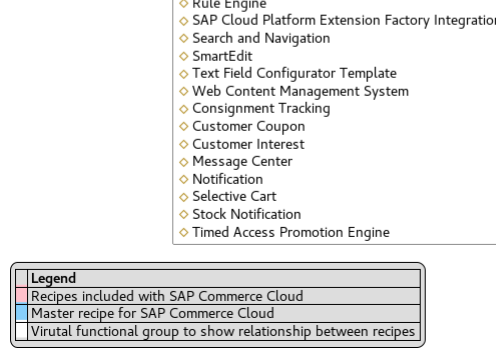 Rule Engine
SAP Cloud Platform Extension Factory Integration
Search and Navigation
SmartEdit
Text Field Configurator Template
Web Content Management System
Consignment Tracking
Customer Coupon
Customer Interest
Message Center
Notification
Selective Cart
Stock Notification
Timed Access Promotion Engine
Legend
Recipes included with SAP Commerce Cloud
Master recipe for SAP Commerce Cloud
Virutal functional group to show relationship between recipes